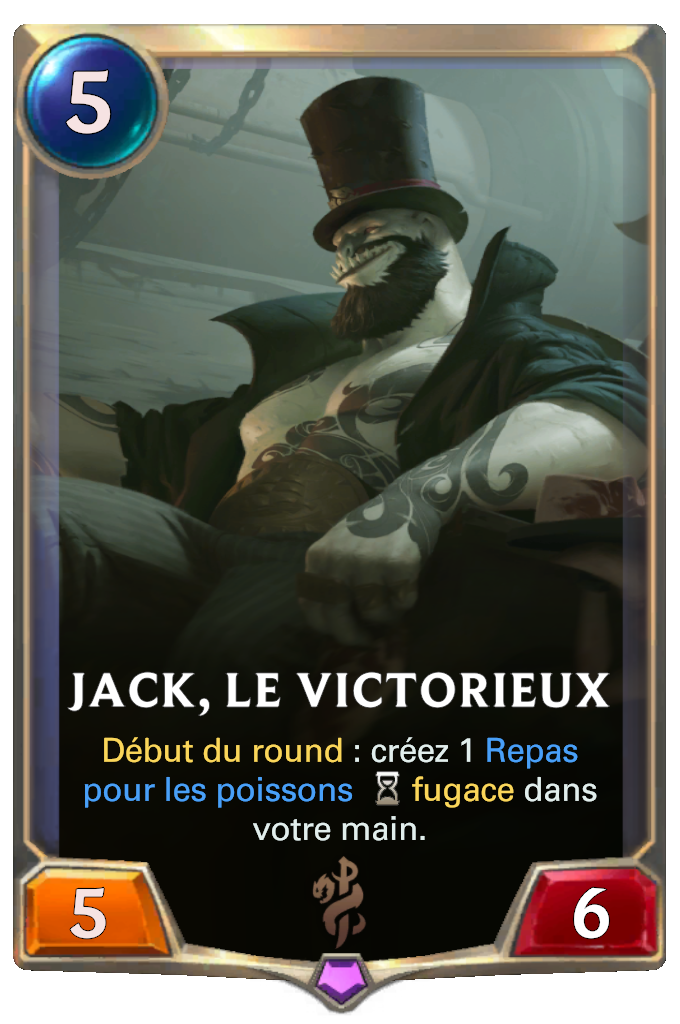 5
JACK, LE VICTORIEUX
Début du round : créez 1 Repas
pour les poissons fugace dans
votre main.
5
6